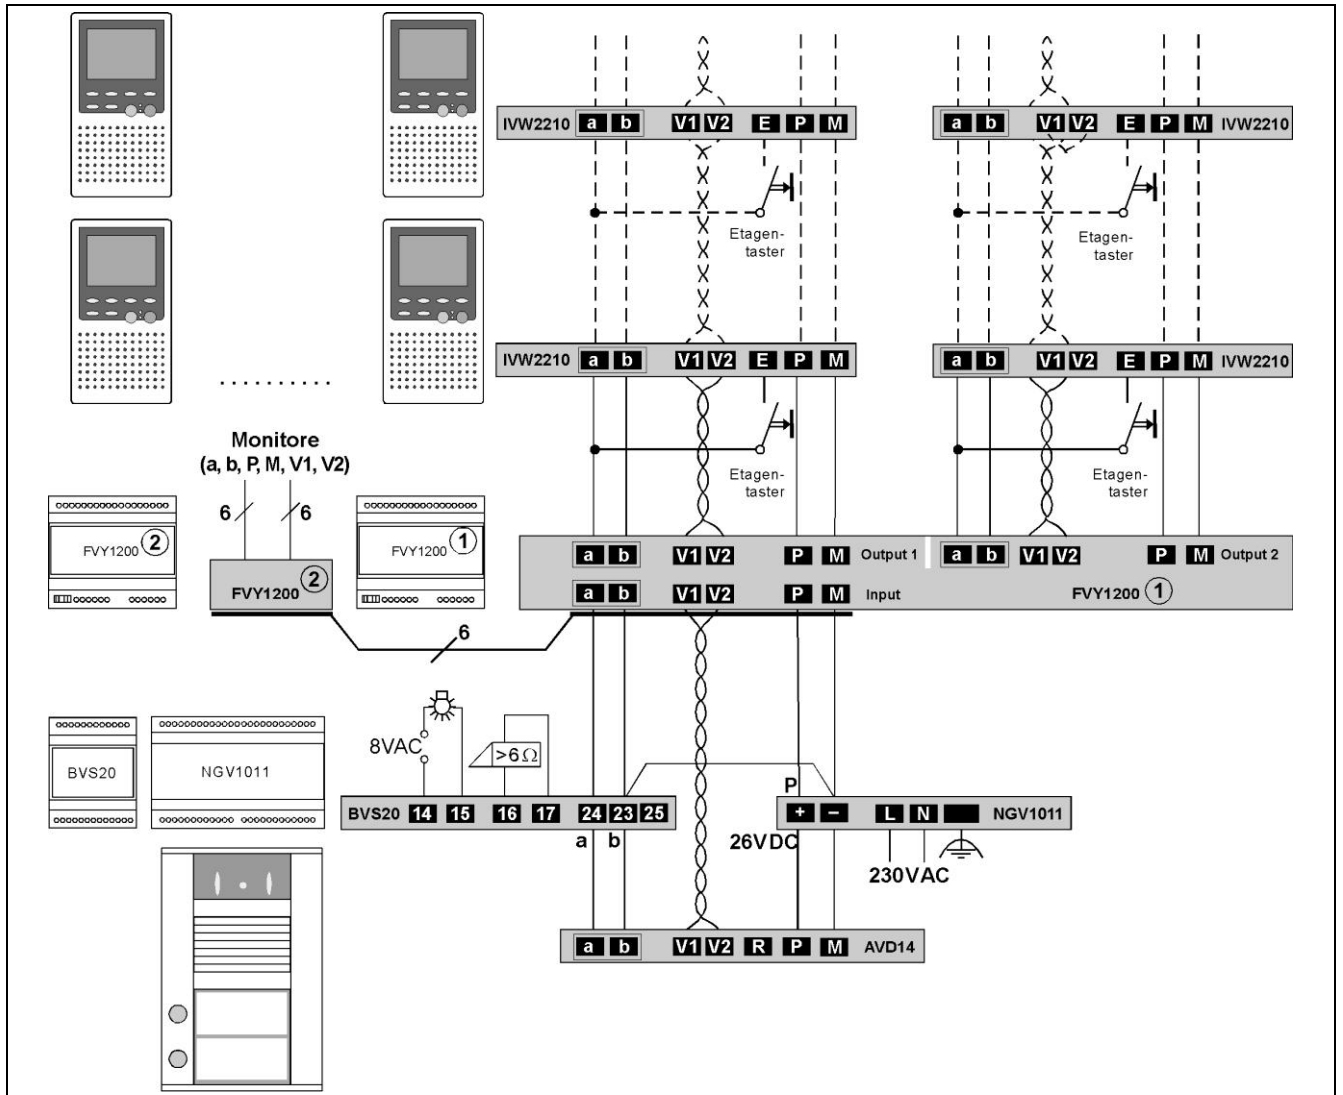 IVW2210 a b V1 V2 E P M
a b V1 V2 E P M IVW2210
Etagen-
taster
Etagen-
taster
IVW2210 a b V1 V2 E P M
a b V1 V2 E P M IVW2210
Etagen-
taster
Etagen-
taster
Monitore
(a, b, P, M, V1, V2)
6 6
FVY1200 2
FVY1200 1
FVY1200 2
a b V1 V2 P M Output 1
a b V1 V2 P M Output 2
a b V1 V2 P M Input
FVY1200 1
6
8VAC
>6Ω
BVS20
NGV1011
BVS20 14 15 16 17 24 23 25
a b
P
+ – L N NGV1011
26VDC
230VAC
a b V1 V2 R P M AVD14